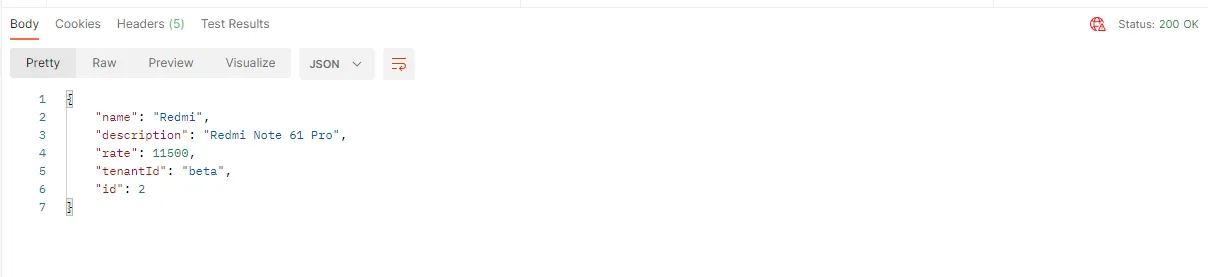 Body Cookies Headers (5) Test Results Status: 200 OK
Pretty Raw Preview Visualize JSON
1 {
2 "name": "Redmi",
3 "description": "Redmi Note 61 Pro",
4 "rate": 11500,
5 "tenantId": "beta",
6 "id": 2
7 }